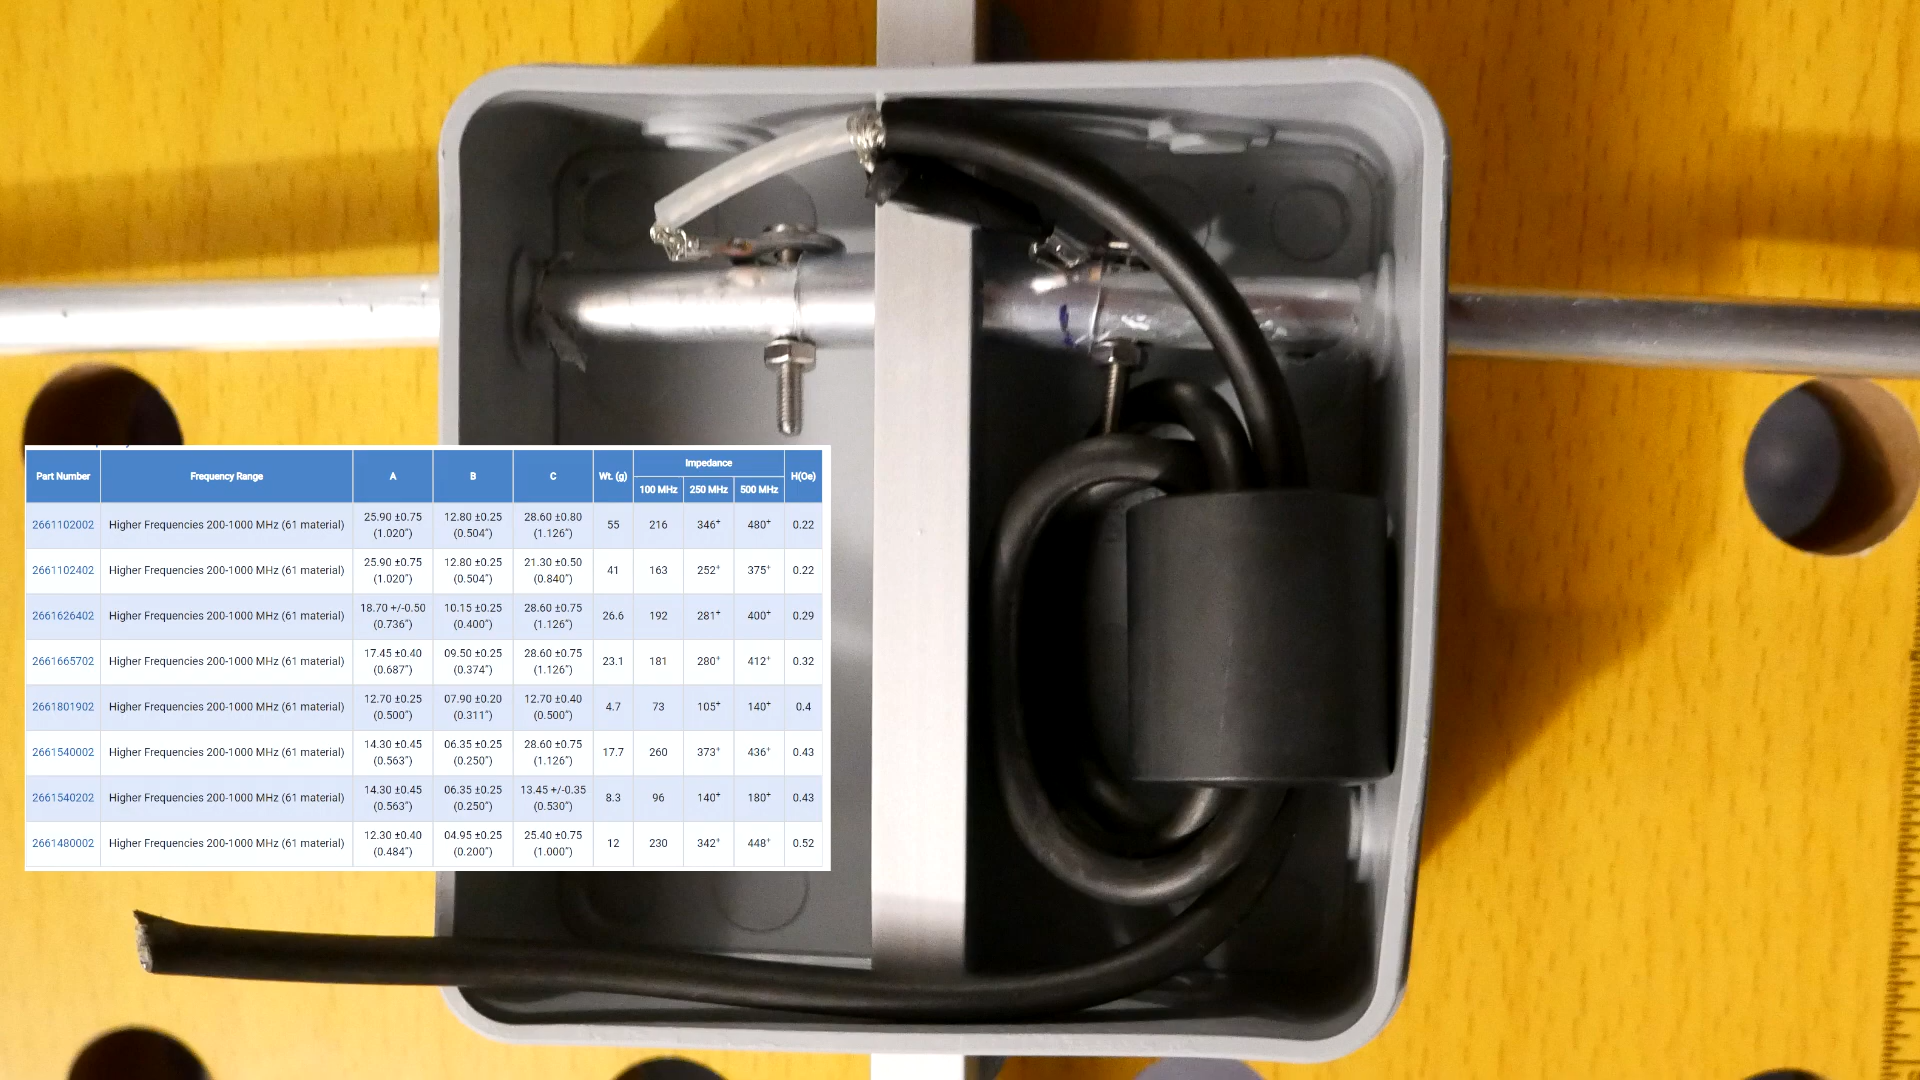 Part Number Frequency Range A B C Wt. (g) Impedance H(Oe)
100 MHz 250 MHz 500 MHz
2661102002 Higher Frequencies 200-1000 MHz (61 material) 25.90 ±0.75 (1.020″) 12.80 ±0.25 (0.504″) 28.60 ±0.80 (1.126″) 55 216 346⁺ 480⁺ 0.22
2661102402 Higher Frequencies 200-1000 MHz (61 material) 25.90 ±0.75 (1.020″) 12.80 ±0.25 (0.504″) 21.30 ±0.50 (0.840″) 41 163 252⁺ 375⁺ 0.22
2661626402 Higher Frequencies 200-1000 MHz (61 material) 18.70 +/-0.50 (0.736″) 10.15 ±0.25 (0.400″) 28.60 ±0.75 (1.126″) 26.6 192 281⁺ 400⁺ 0.29
2661665702 Higher Frequencies 200-1000 MHz (61 material) 17.45 ±0.40 (0.687″) 09.50 ±0.25 (0.374″) 28.60 ±0.75 (1.126″) 23.1 181 280⁺ 412⁺ 0.32
2661801902 Higher Frequencies 200-1000 MHz (61 material) 12.70 ±0.25 (0.500″) 07.90 ±0.20 (0.311″) 12.70 ±0.40 (0.500″) 4.7 73 105⁺ 140⁺ 0.4
2661540002 Higher Frequencies 200-1000 MHz (61 material) 14.30 ±0.45 (0.563″) 06.35 ±0.25 (0.250″) 28.60 ±0.75 (1.126″) 17.7 260 373⁺ 436⁺ 0.43
2661540202 Higher Frequencies 200-1000 MHz (61 material) 14.30 ±0.45 (0.563″) 06.35 ±0.25 (0.250″) 13.45 +/-0.35 (0.530″) 8.3 96 140⁺ 180⁺ 0.43
2661480002 Higher Frequencies 200-1000 MHz (61 material) 12.30 ±0.40 (0.484″) 04.95 ±0.25 (0.200″) 25.40 ±0.75 (1.000″) 12 230 342⁺ 448⁺ 0.52